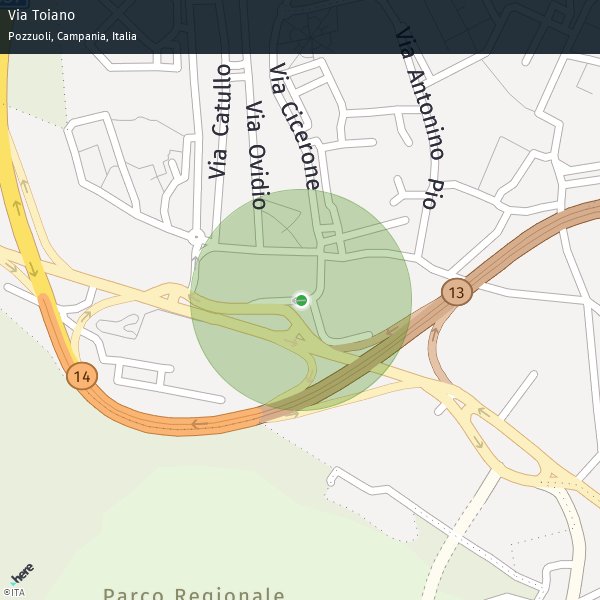 Via Toiano
Pozzuoli, Campania, Italia
Via Antonino Pio
Via Cicerone
Via Catullo
Via Ovidio
13
14
here
©ITA
Parco Regionale